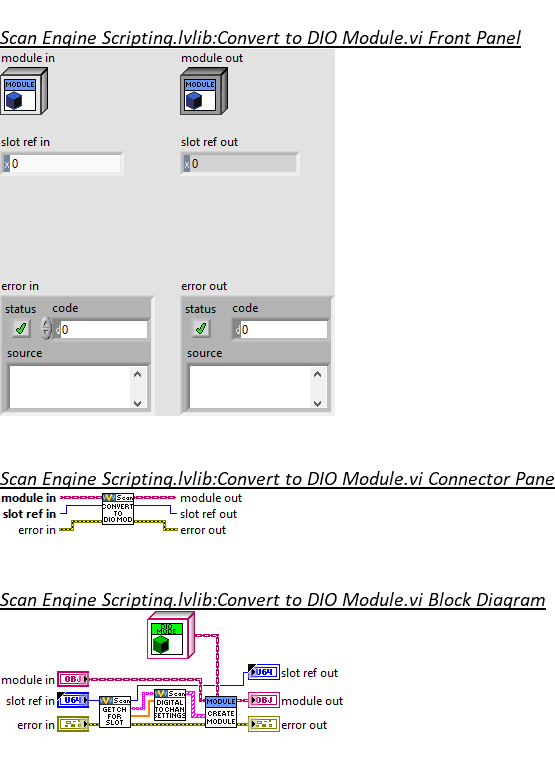 Scan Engine Scripting.lvlib:Convert to DIO Module.vi Front Panel
module in module out
MODULE MODULE
slot ref in slot ref out
x 0 x 0
error in error out
status code status code
d 0 d 0
source source
Scan Engine Scripting.lvlib:Convert to DIO Module.vi Connector Pane
module in Scan module out
slot ref in CONVERT TO DIO MOD slot ref out
error in error out
Scan Engine Scripting.lvlib:Convert to DIO Module.vi Block Diagram
DIO
MODE
U64 slot ref out
module in OBJ
Scan
slot ref in U64 Scan DIGITAL MODULE OBJ module out
GET CH TO CHAN CREATE
FOR SETTINGS MODULE
error in SLOT error out